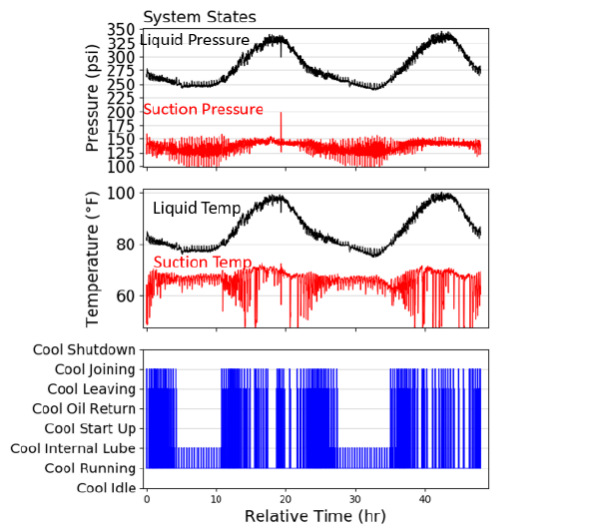 System States
350
325
300
275
250
225
200
175
150
125
100
Pressure (psi)
Liquid Pressure
Suction Pressure
100
80
60
Temperature (°F)
Liquid Temp
Suction Temp
Cool Shutdown
Cool Joining
Cool Leaving
Cool Oil Return
Cool Start Up
Cool Internal Lube
Cool Running
Cool Idle
0 10 20 30 40
Relative Time (hr)